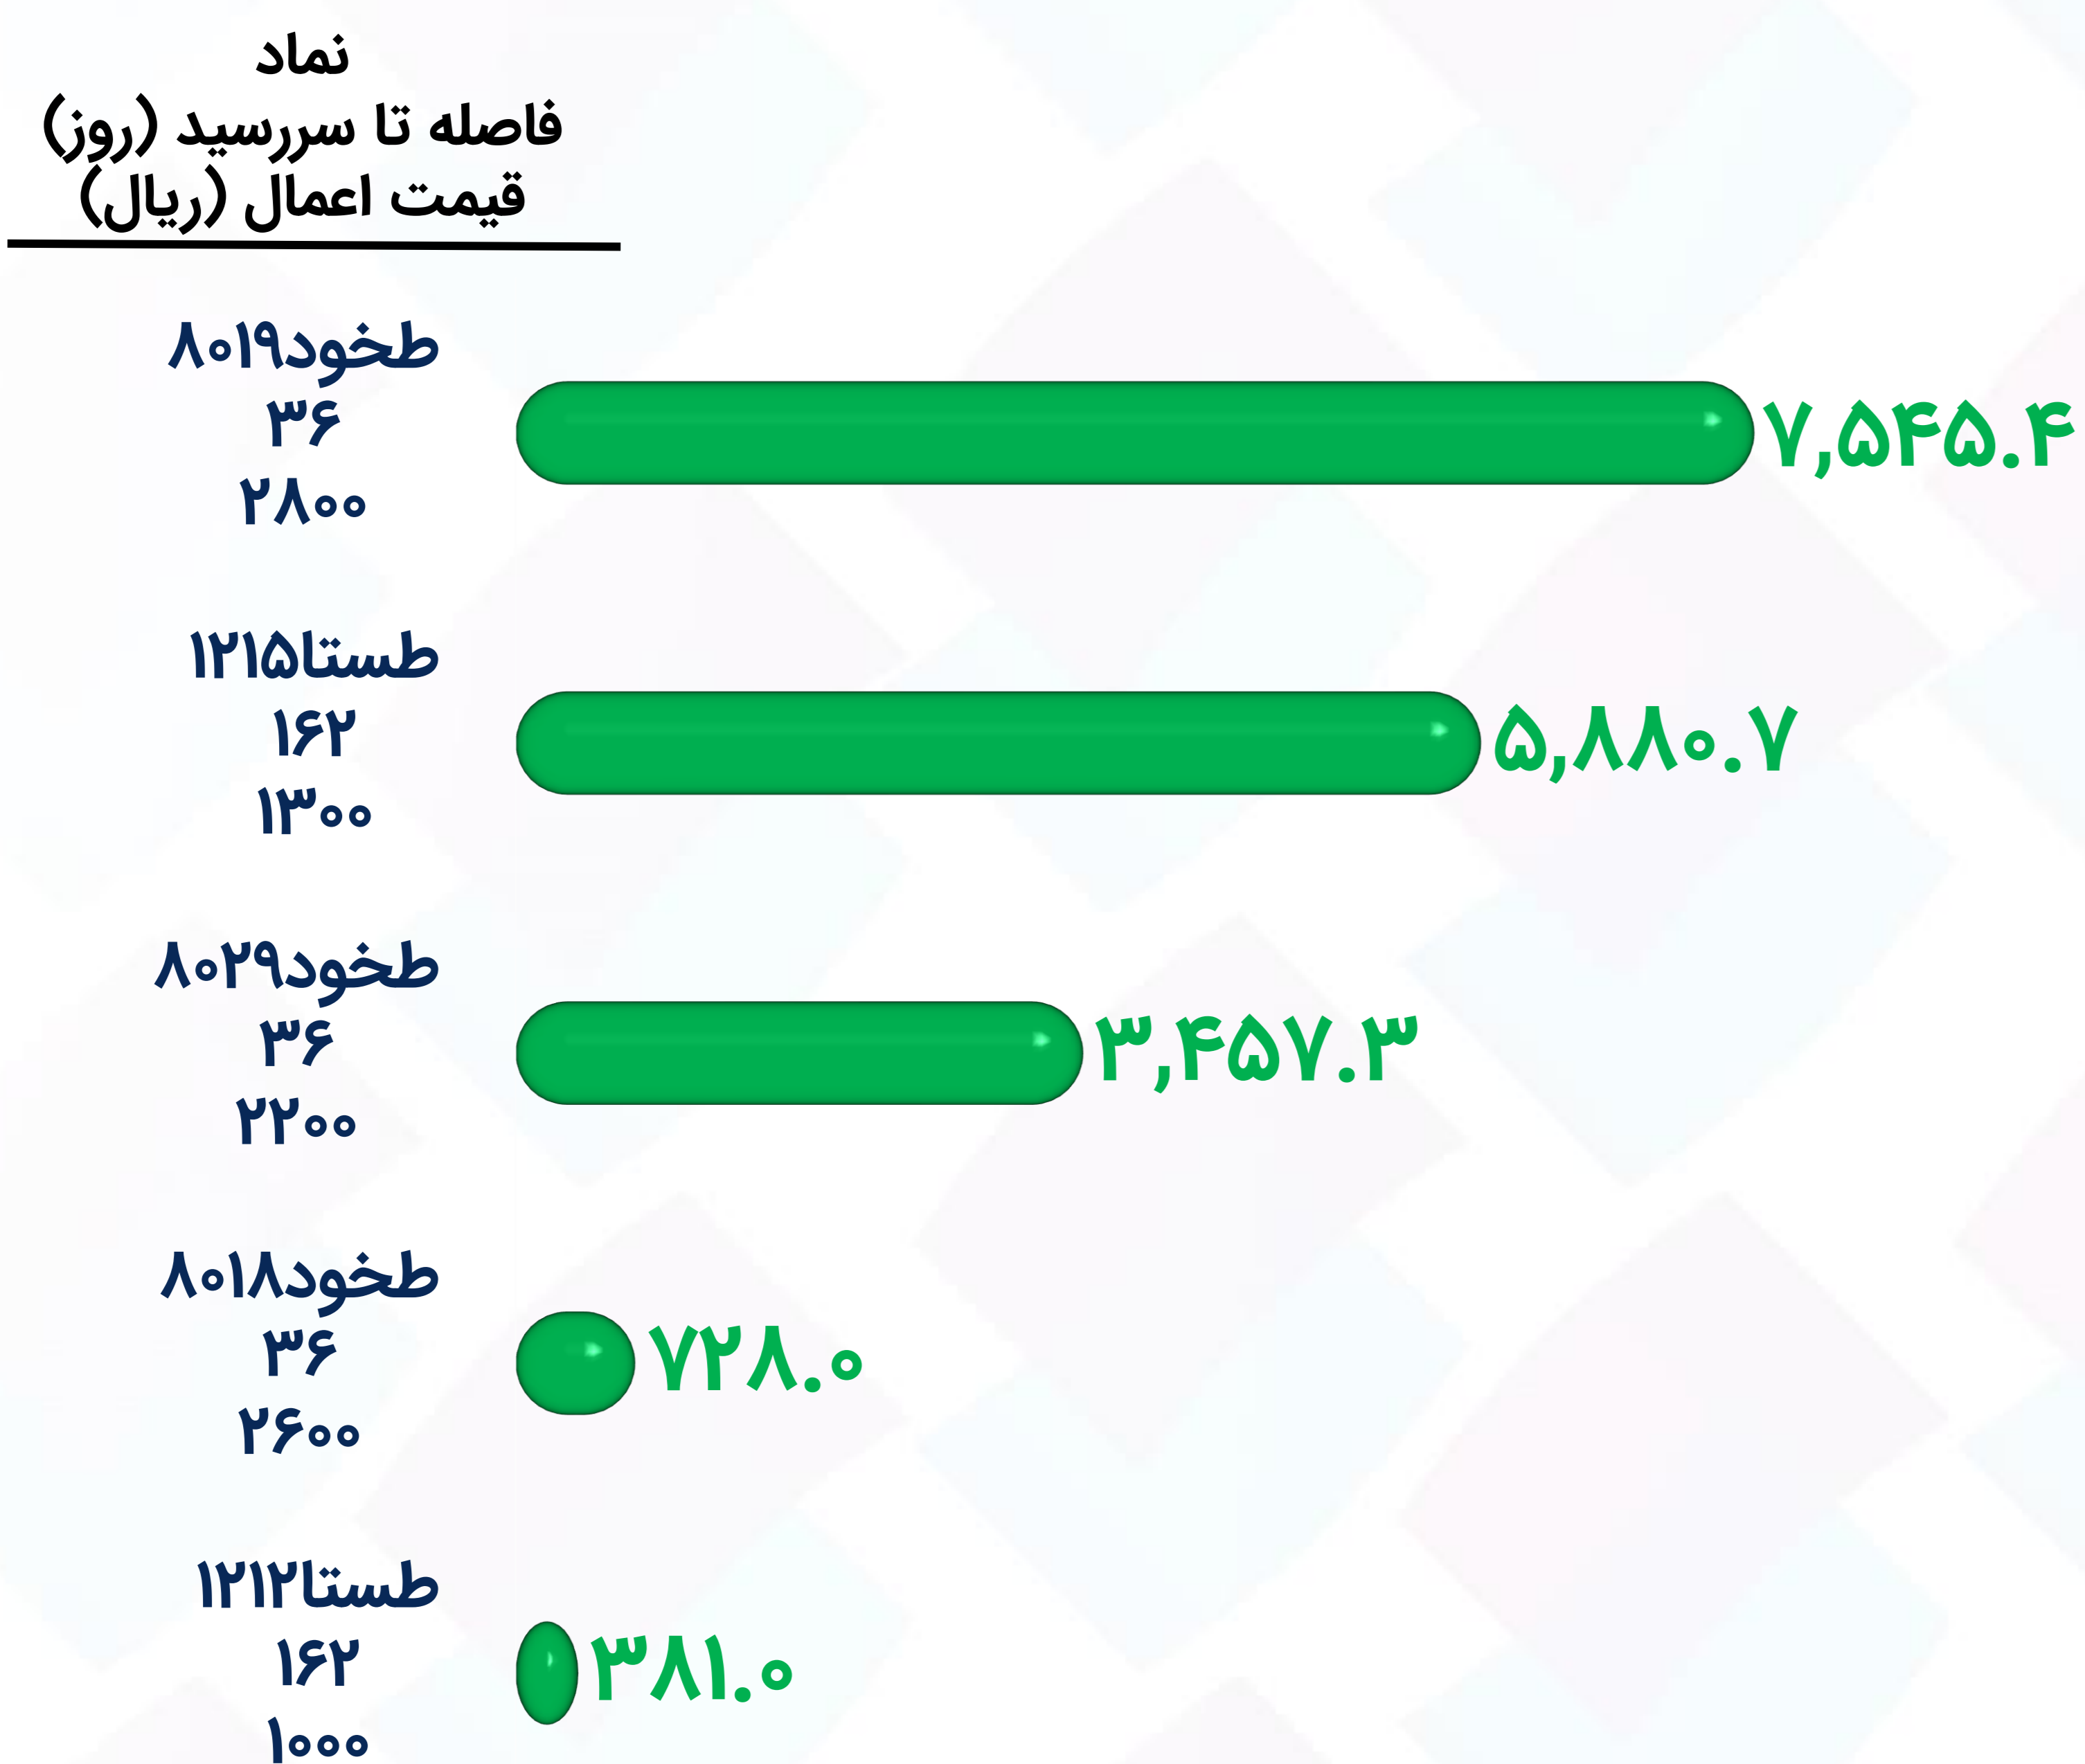 نماد
فاصله تا سررسید (روز)
قیمت اعمال (ریال)
طخود۸۰۱۹
۳۶
۲۸۰۰
۷,۵۴۵.۴
طستا۱۲۱۵
۱۶۲
۱۳۰۰
۵,۸۸۰.۷
طخود۸۰۲۹
۳۶
۲۲۰۰
۳,۴۵۷.۳
طخود۸۰۱۸
۳۶
۲۶۰۰
۷۲۸.۰
طستا۱۲۱۲
۱۶۲
۱۰۰۰
۳۸۱.۰